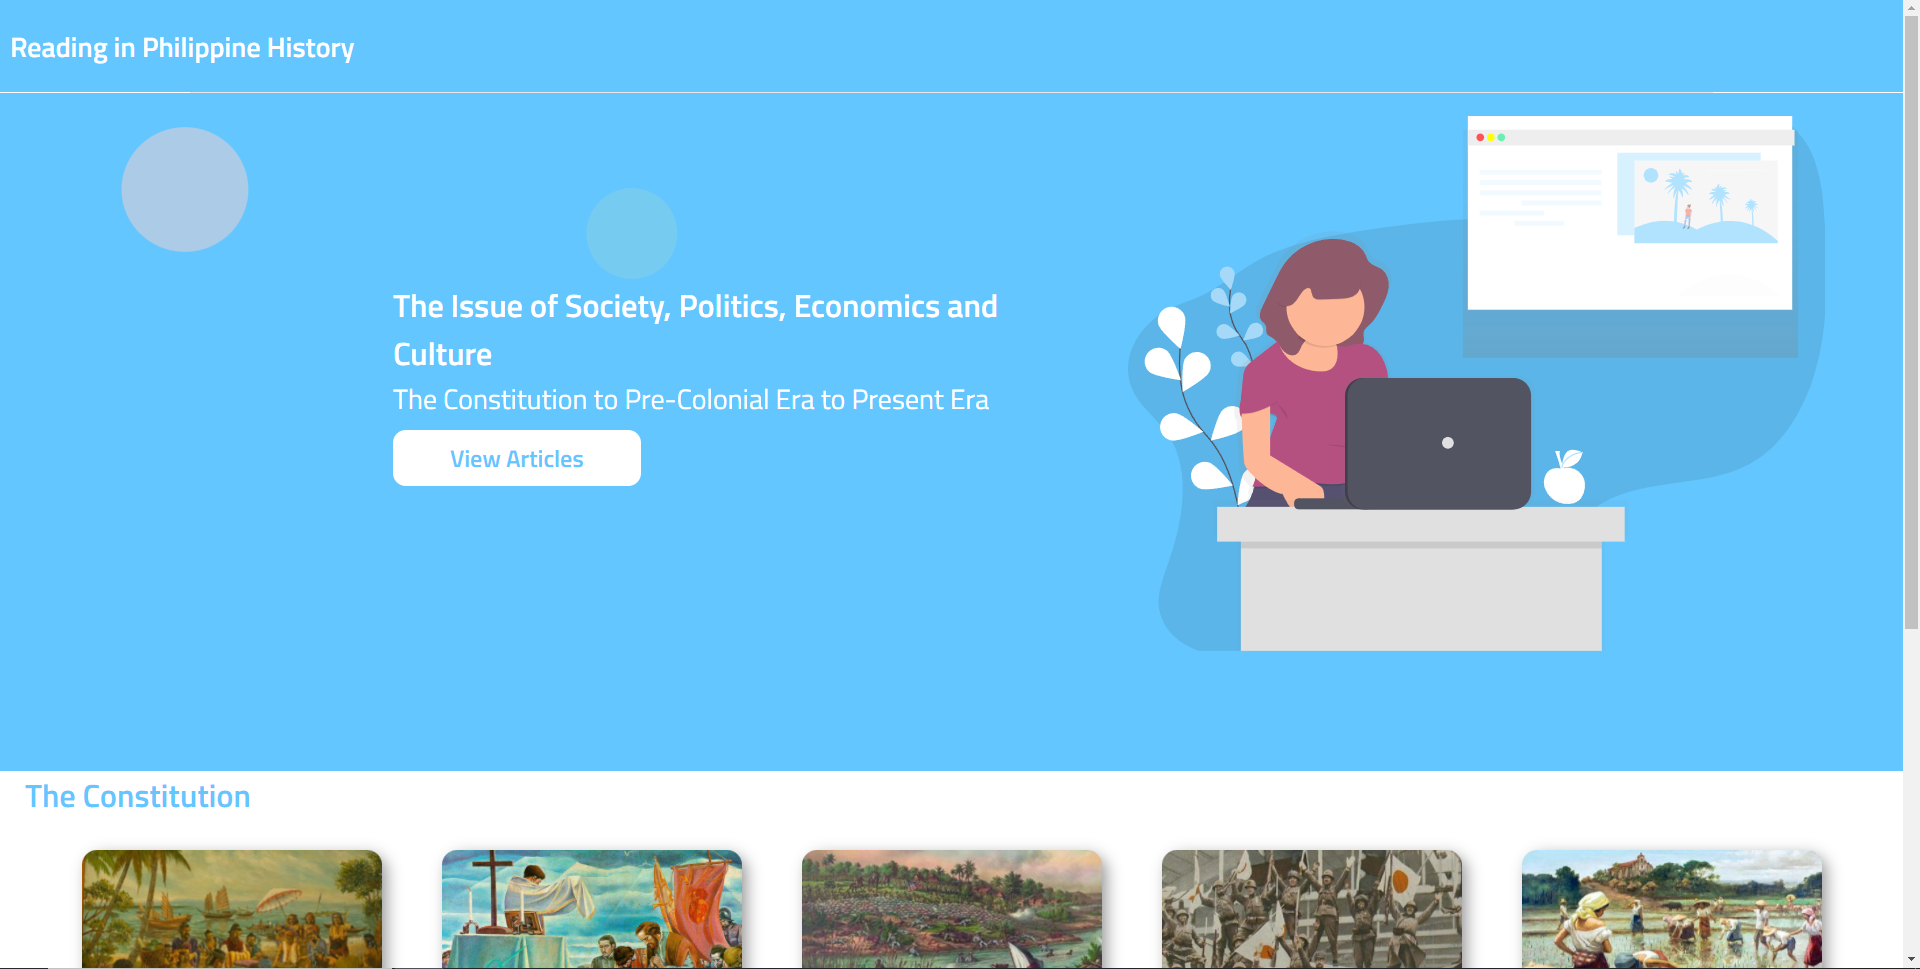 Reading in Philippine History
The Issue of Society, Politics, Economics and
Culture
The Constitution to Pre-Colonial Era to Present Era
View Articles
The Constitution